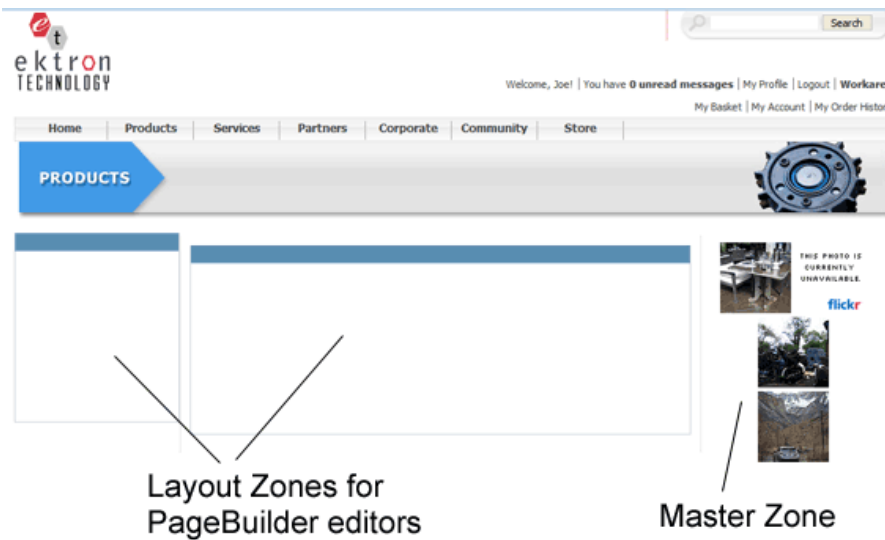 et
ektron
TECHNOLOGY
Search
Welcome, Joe! | You have 0 unread messages | My Profile | Logout | Workare
My Basket | My Account | My Order Histor
Home Products Services Partners Corporate Community Store
PRODUCTS
THIS PHOTO IS
CURRENTLY
UNAVAILABLE.
flickr
Layout Zones for
PageBuilder editors
Master Zone